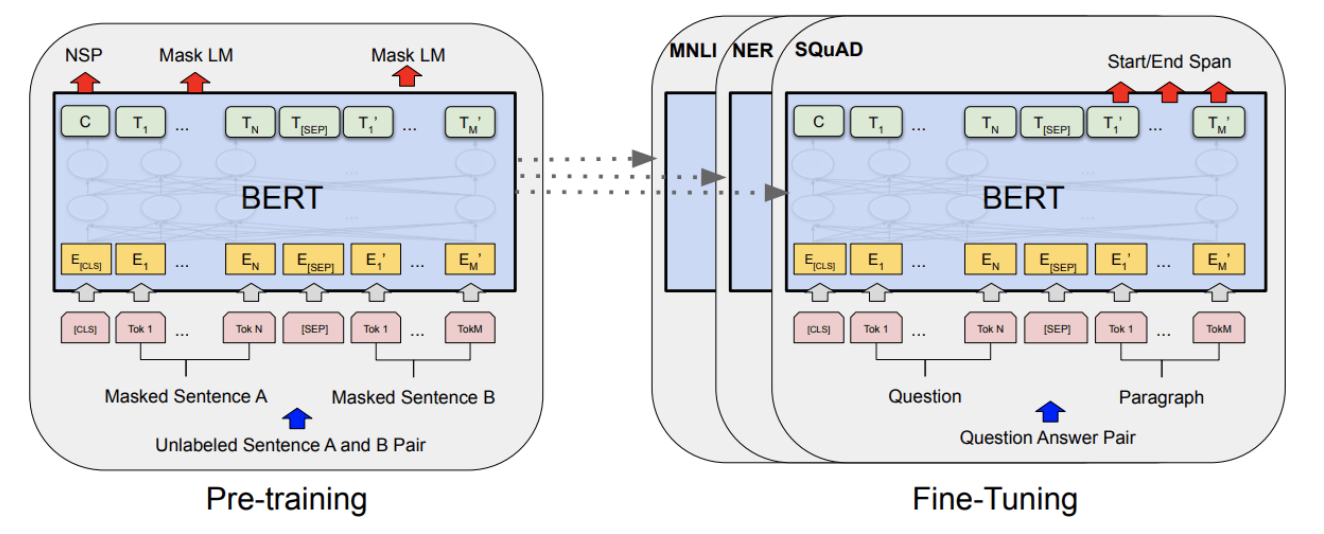 NSP Mask LM Mask LM
C T1 ... TN T[SEP] T1’ ... TM’
...
BERT
...
E[CLS] E1 ... EN E[SEP] E1’ ... EM’
[CLS] Tok 1 ... Tok N [SEP] Tok 1 ... TokM
Masked Sentence A Masked Sentence B
Unlabeled Sentence A and B Pair
Pre-training
MNLI NER SQuAD
Start/End Span
C T1 ... TN T[SEP] T1’ ... TM’
...
BERT
...
E[CLS] E1 ... EN E[SEP] E1’ ... EM’
[CLS] Tok 1 ... Tok N [SEP] Tok 1 ... TokM
Question Paragraph
Question Answer Pair
Fine-Tuning